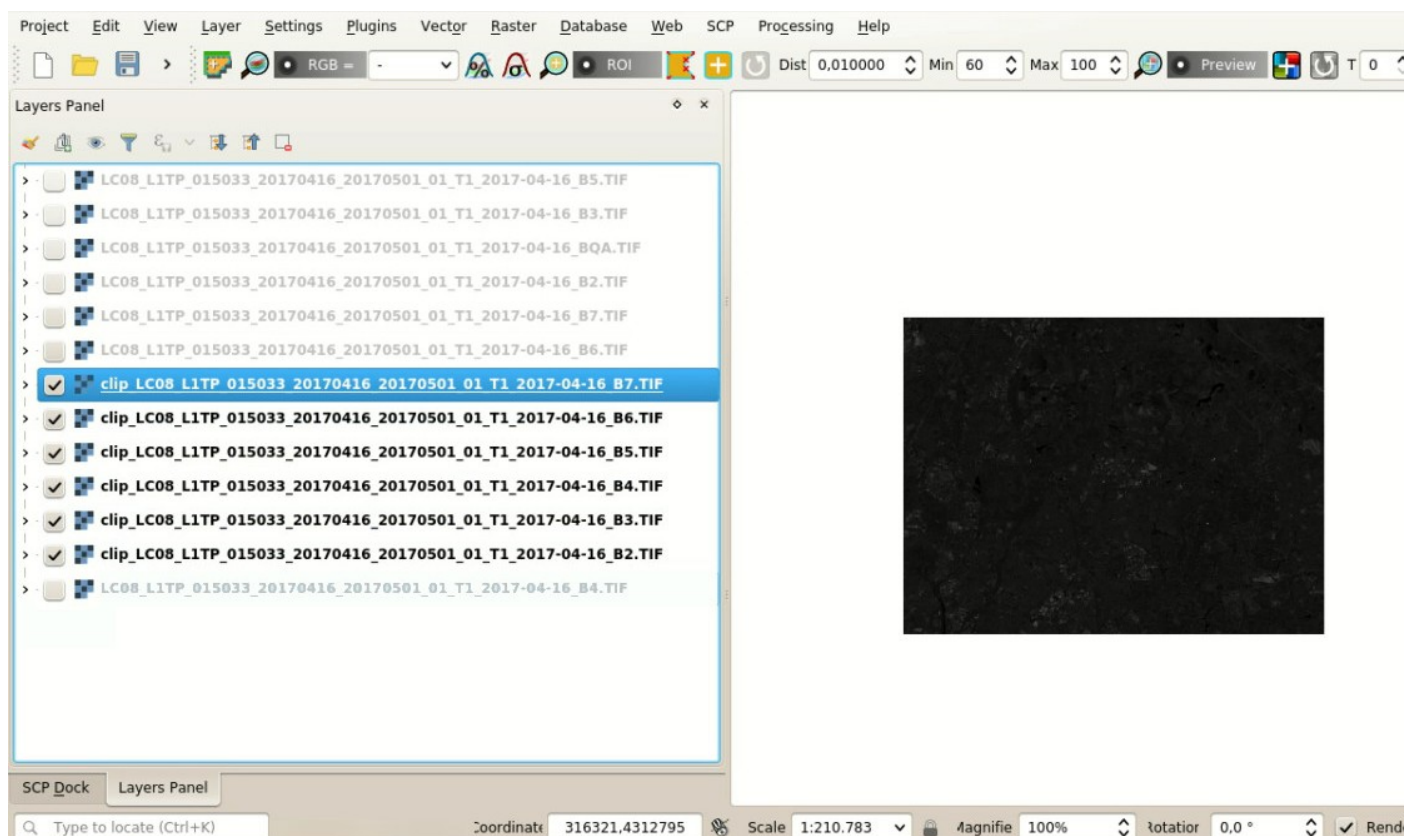 Project Edit View Layer Settings Plugins Vector Raster Database Web SCP Processing Help
RGB = - ROI Dist 0,010000 Min 60 Max 100 Preview T 0
Layers Panel
LC08_L1TP_015033_20170416_20170501_01_T1_2017-04-16_B5.TIF
LC08_L1TP_015033_20170416_20170501_01_T1_2017-04-16_B3.TIF
LC08_L1TP_015033_20170416_20170501_01_T1_2017-04-16_BQA.TIF
LC08_L1TP_015033_20170416_20170501_01_T1_2017-04-16_B2.TIF
LC08_L1TP_015033_20170416_20170501_01_T1_2017-04-16_B7.TIF
LC08_L1TP_015033_20170416_20170501_01_T1_2017-04-16_B6.TIF
clip_LC08_L1TP_015033_20170416_20170501_01_T1_2017-04-16_B7.TIF
clip_LC08_L1TP_015033_20170416_20170501_01_T1_2017-04-16_B6.TIF
clip_LC08_L1TP_015033_20170416_20170501_01_T1_2017-04-16_B5.TIF
clip_LC08_L1TP_015033_20170416_20170501_01_T1_2017-04-16_B4.TIF
clip_LC08_L1TP_015033_20170416_20170501_01_T1_2017-04-16_B3.TIF
clip_LC08_L1TP_015033_20170416_20170501_01_T1_2017-04-16_B2.TIF
LC08_L1TP_015033_20170416_20170501_01_T1_2017-04-16_B4.TIF
SCP Dock Layers Panel
Type to locate (Ctrl+K) Coordinate 316321,4312795 Scale 1:210.783 Magnifie 100% Rotatior 0,0 ° Rend